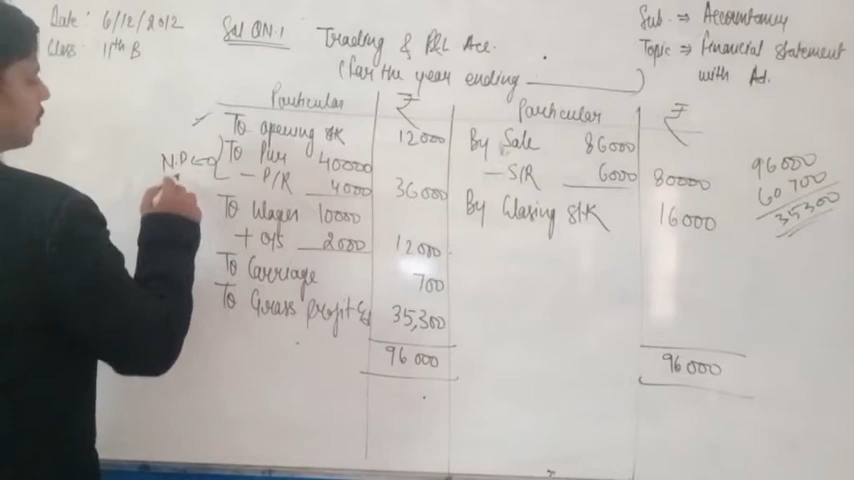 Date: 6/12/2012
Class: 11th B
Sol QN.1
Trading & P&L Acc.
(For the year ending ______)
Sub. ⇒ Accountancy
Topic ⇒ Financial Statement
with Ad.
Particular ₹ Particular ₹
To opening stk 12000 By Sale 86000
N.P To Purr 40000 - S/R 6000 80000
- P/R 4000 36000 By Closing stk 16000
To Wages 10000
+ O/S 2000 12000
To Carriage 700
To Gross profit c/d 35,300
96000 96000
96000
60700
35300